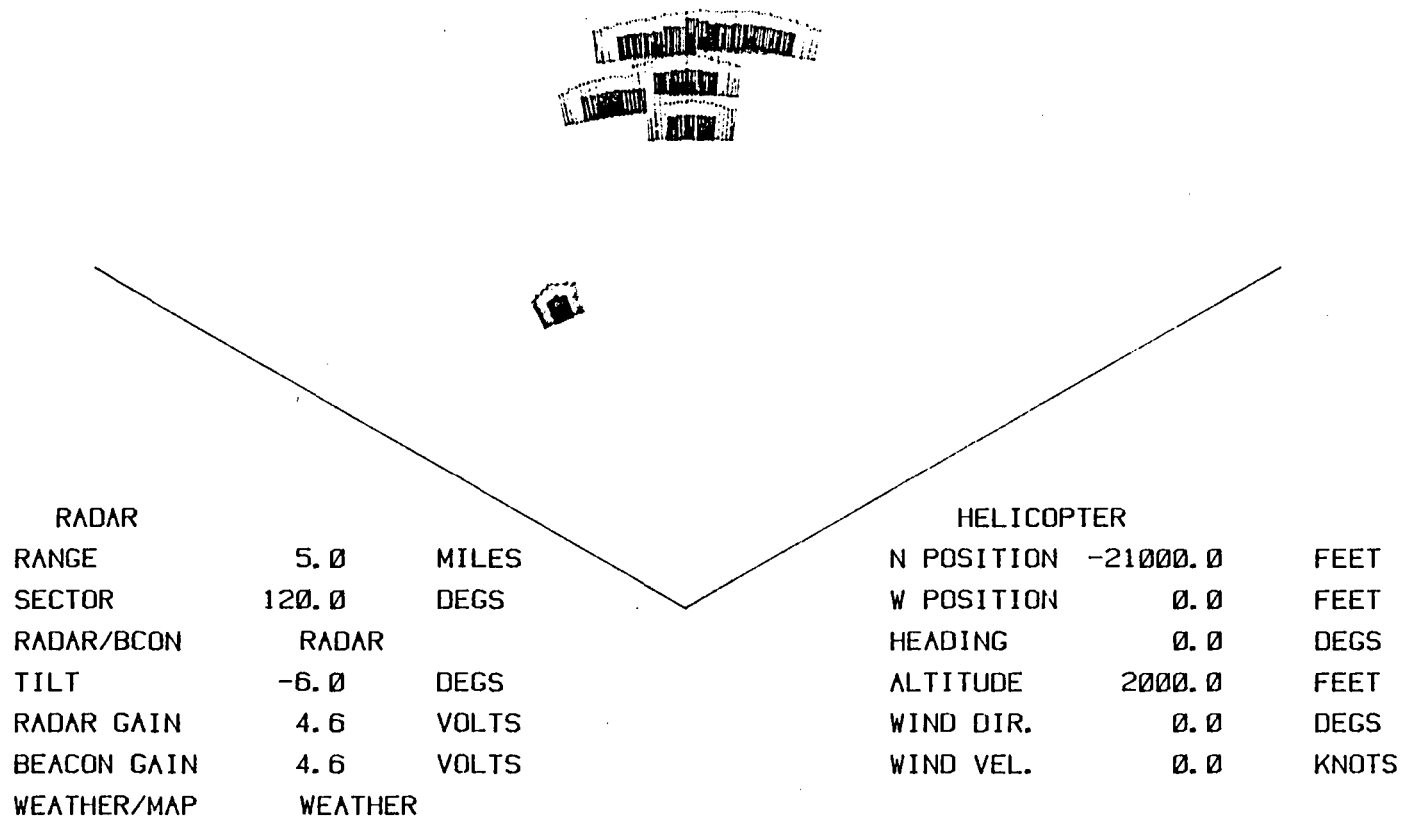 RADAR
RANGE 5.0 MILES
SECTOR 120.0 DEGS
RADAR/BCON RADAR
TILT -6.0 DEGS
RADAR GAIN 4.6 VOLTS
BEACON GAIN 4.6 VOLTS
WEATHER/MAP WEATHER
HELICOPTER
N POSITION -21000.0 FEET
W POSITION 0.0 FEET
HEADING 0.0 DEGS
ALTITUDE 2000.0 FEET
WIND DIR. 0.0 DEGS
WIND VEL. 0.0 KNOTS